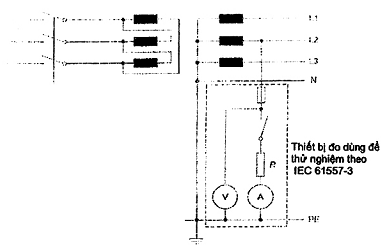 L1
L2
L3
N
Thiết bị đo dùng để
thử nghiệm theo
IEC 61557-3
R
V
A
PE